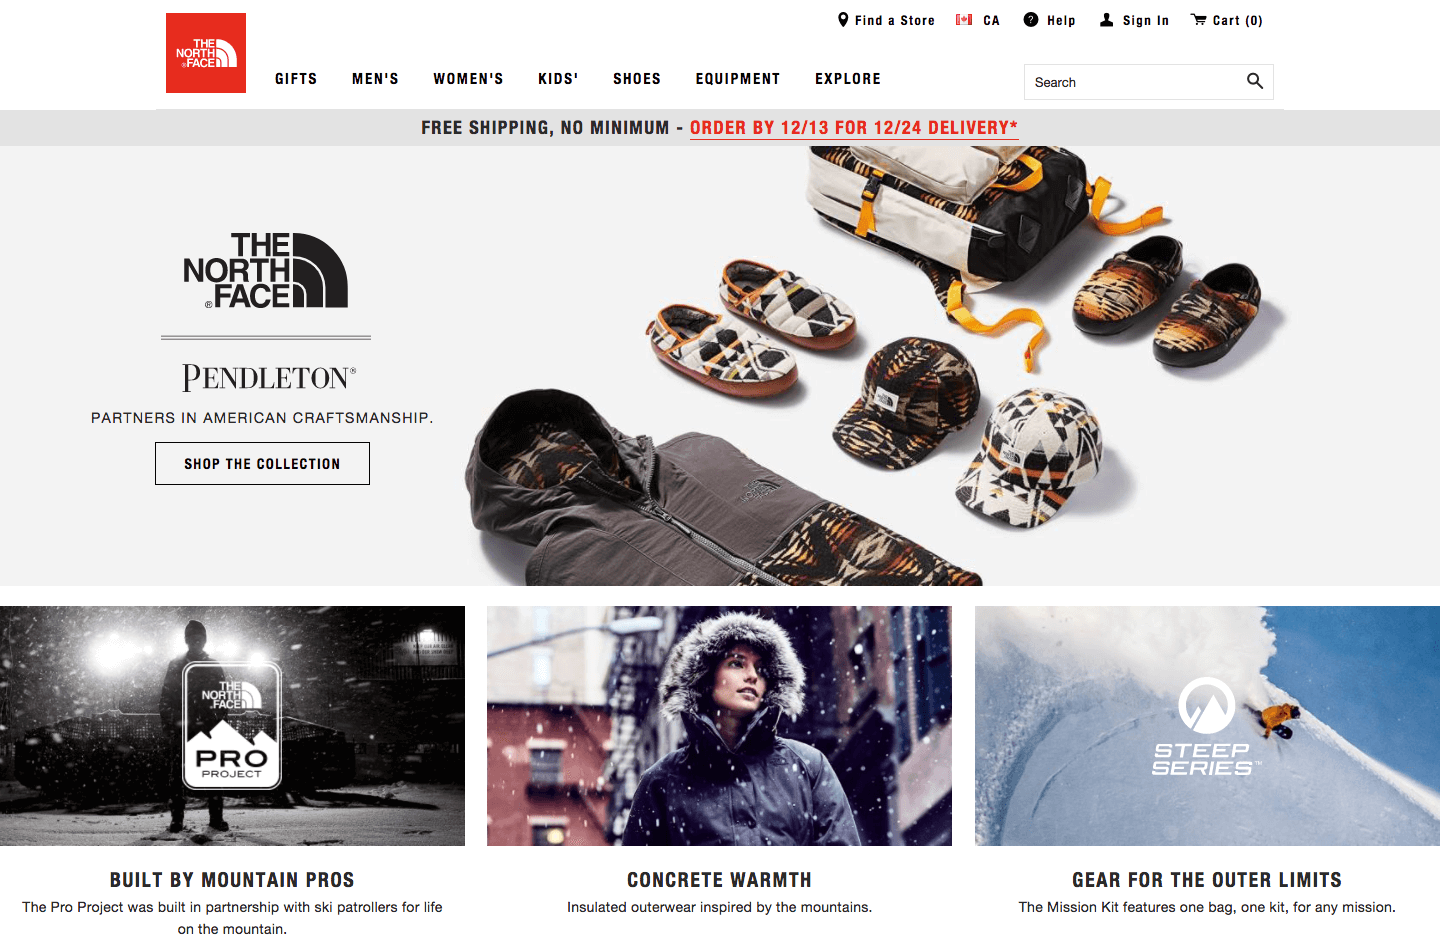 THE
NORTH
FACE
Find a Store
CA
? Help
Sign In
Cart (0)
GIFTS
MEN'S
WOMEN'S
KIDS'
SHOES
EQUIPMENT
EXPLORE
Search
FREE SHIPPING, NO MINIMUM - ORDER BY 12/13 FOR 12/24 DELIVERY*
THE
NORTH
®FACE
PENDLETON®
PARTNERS IN AMERICAN CRAFTSMANSHIP.
SHOP THE COLLECTION
THE
NORTH
FACE
PRO
PROJECT
STEEP
SERIES™
BUILT BY MOUNTAIN PROS
The Pro Project was built in partnership with ski patrollers for life
on the mountain.
CONCRETE WARMTH
Insulated outerwear inspired by the mountains.
GEAR FOR THE OUTER LIMITS
The Mission Kit features one bag, one kit, for any mission.